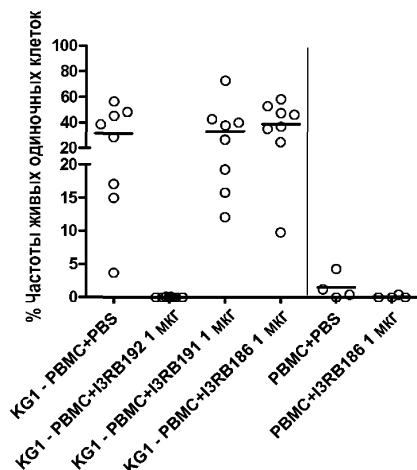 % Частоты живых одиночных клеток
100
80
60
40
20
20
15
10
5
0
KG1 - PBMC+PBS
KG1 - PBMC+I3RB192 1 мкг
KG1 - PBMC+I3RB191 1 мкг
KG1 - PBMC+I3RB186 1 мкг
PBMC+PBS
PBMC+I3RB186 1 мкг